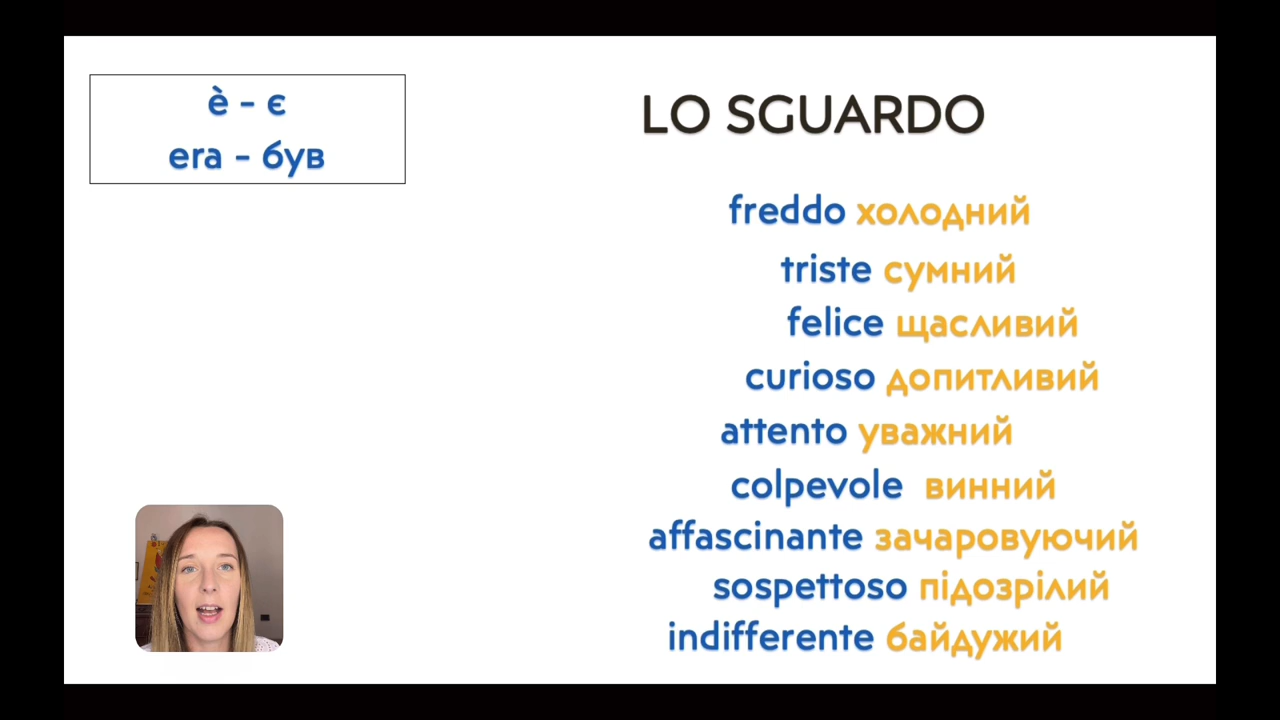 è - є
era - був
LO SGUARDO
freddo холодний
triste сумний
felice щасливий
curioso допитливий
attento уважний
colpevole винний
affascinante зачаровуючий
sospettoso підозрілий
indifferente байдужий